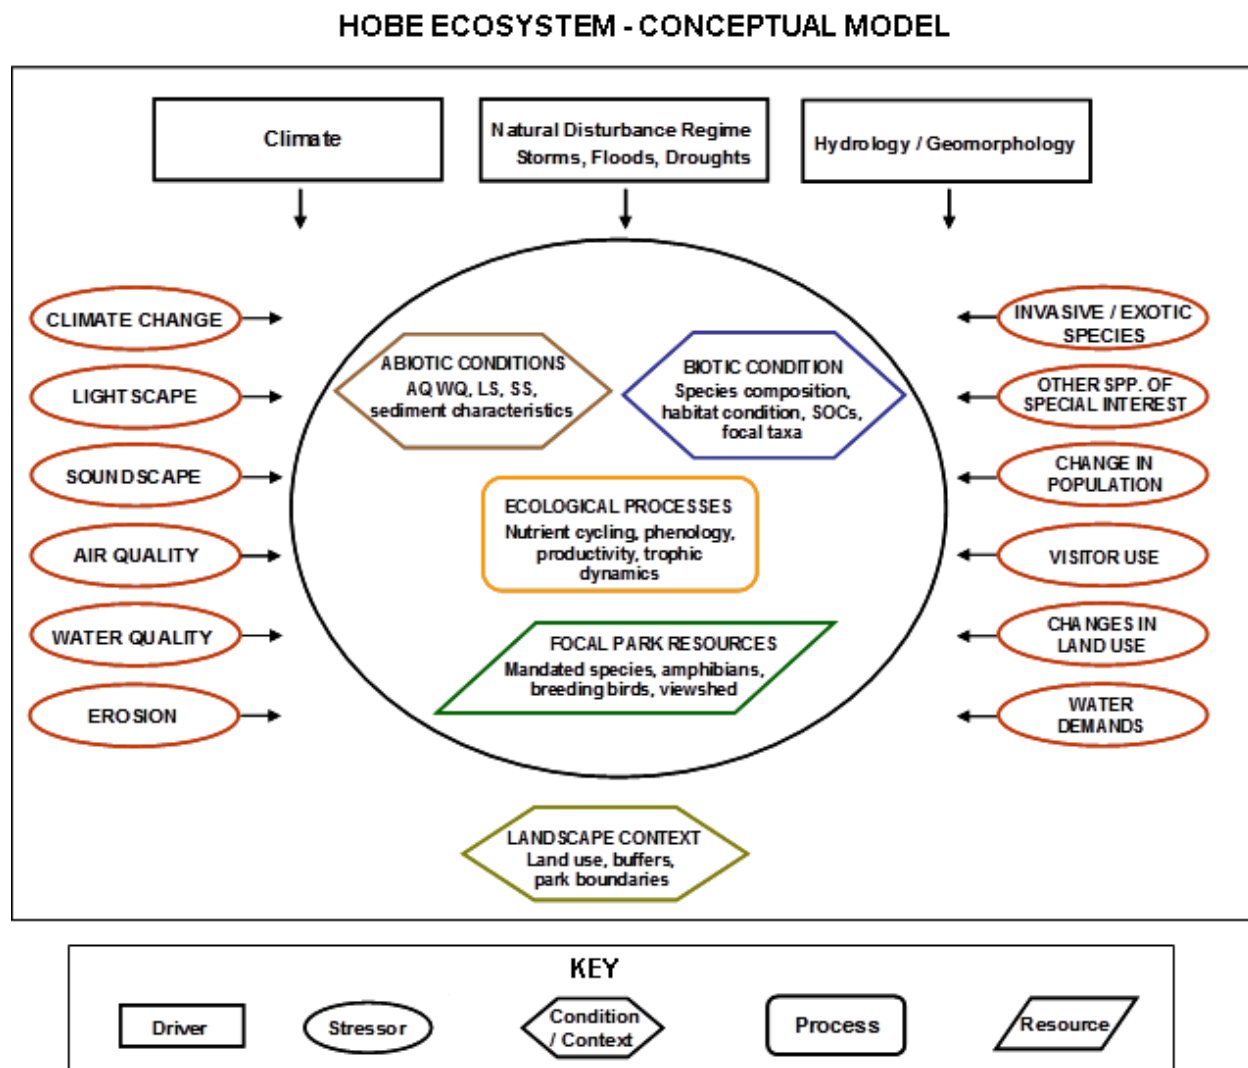 HOBE ECOSYSTEM - CONCEPTUAL MODEL
Climate
Natural Disturbance Regime
Storms, Floods, Droughts
Hydrology / Geomorphology
CLIMATE CHANGE
LIGHTSCAPE
SOUNDSCAPE
AIR QUALITY
WATER QUALITY
EROSION
ABIOTIC CONDITIONS
AQ WQ, LS, SS,
sediment characteristics
BIOTIC CONDITION
Species composition,
habitat condition, SOCs,
focal taxa
ECOLOGICAL PROCESSES
Nutrient cycling, phenology,
productivity, trophic
dynamics
FOCAL PARK RESOURCES
Mandated species, amphibians,
breeding birds, viewshed
INVASIVE / EXOTIC
SPECIES
OTHER SPP. OF
SPECIAL INTEREST
CHANGE IN
POPULATION
VISITOR USE
CHANGES IN
LAND USE
WATER
DEMANDS
LANDSCAPE CONTEXT
Land use, buffers,
park boundaries
KEY
Driver
Stressor
Condition
/ Context
Process
Resource